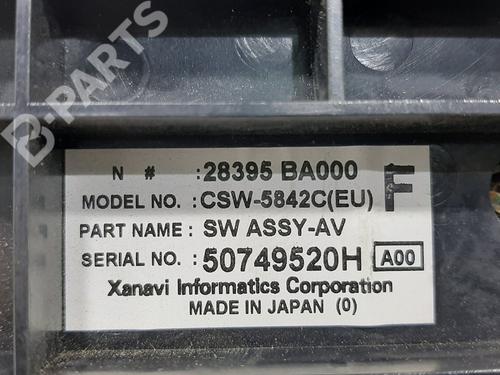 B-PARTS
N # : 28395 BA000
MODEL NO. : CSW-5842C(EU) F
PART NAME : SW ASSY-AV
SERIAL NO. : 50749520H A00
Xanavi Informatics Corporation
MADE IN JAPAN (0)